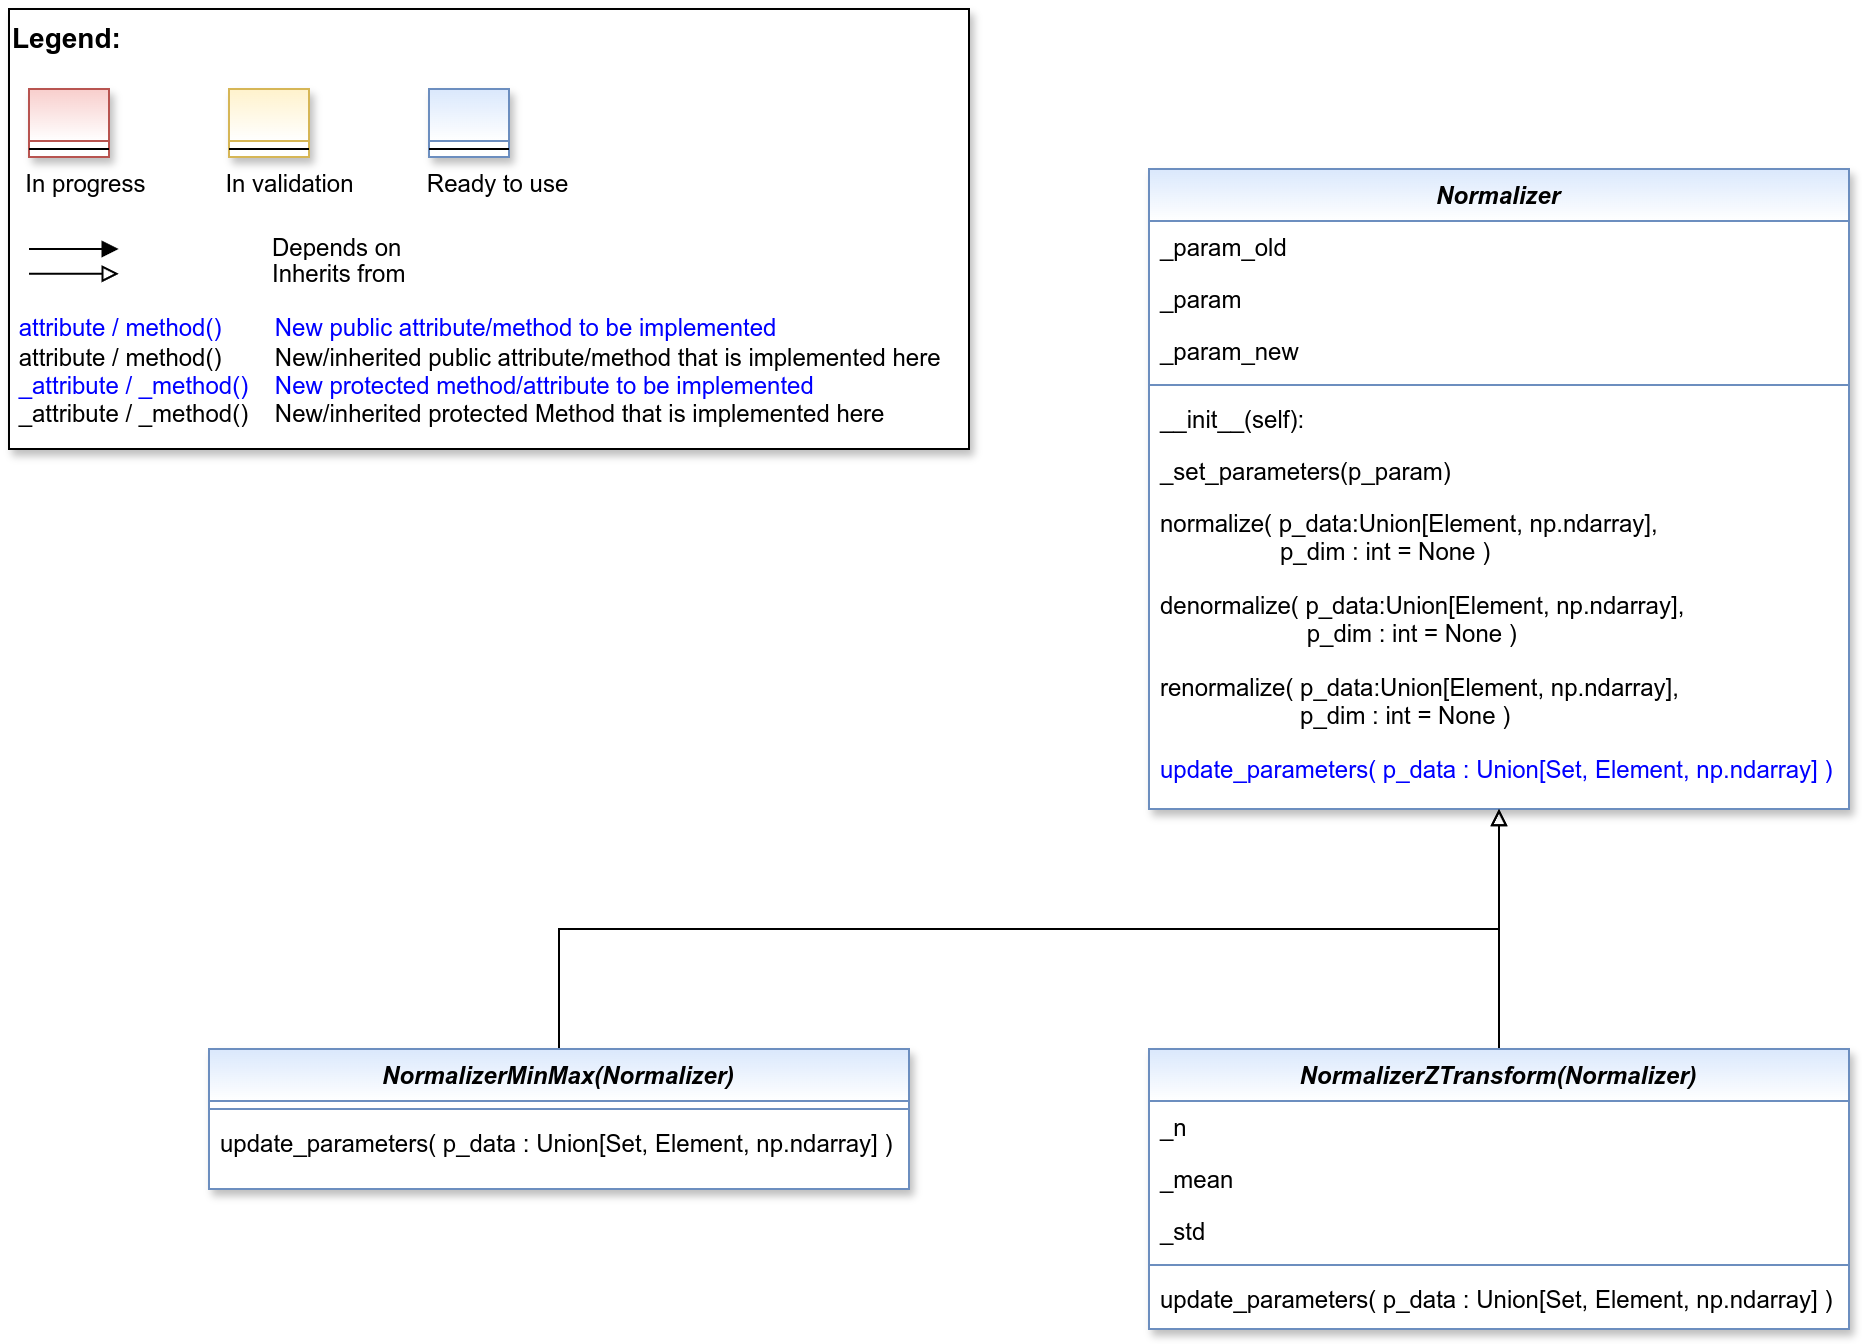 Legend:
In progress
In validation
Ready to use
Depends on
Inherits from
attribute / method() New public attribute/method to be implemented
attribute / method() New/inherited public attribute/method that is implemented here
_attribute / _method() New protected method/attribute to be implemented
_attribute / _method() New/inherited protected Method that is implemented here
Normalizer
_param_old
_param
_param_new
__init__(self):
_set_parameters(p_param)
normalize( p_data:Union[Element, np.ndarray],
p_dim : int = None )
denormalize( p_data:Union[Element, np.ndarray],
p_dim : int = None )
renormalize( p_data:Union[Element, np.ndarray],
p_dim : int = None )
update_parameters( p_data : Union[Set, Element, np.ndarray] )
NormalizerMinMax(Normalizer)
update_parameters( p_data : Union[Set, Element, np.ndarray] )
NormalizerZTransform(Normalizer)
_n
_mean
_std
update_parameters( p_data : Union[Set, Element, np.ndarray] )